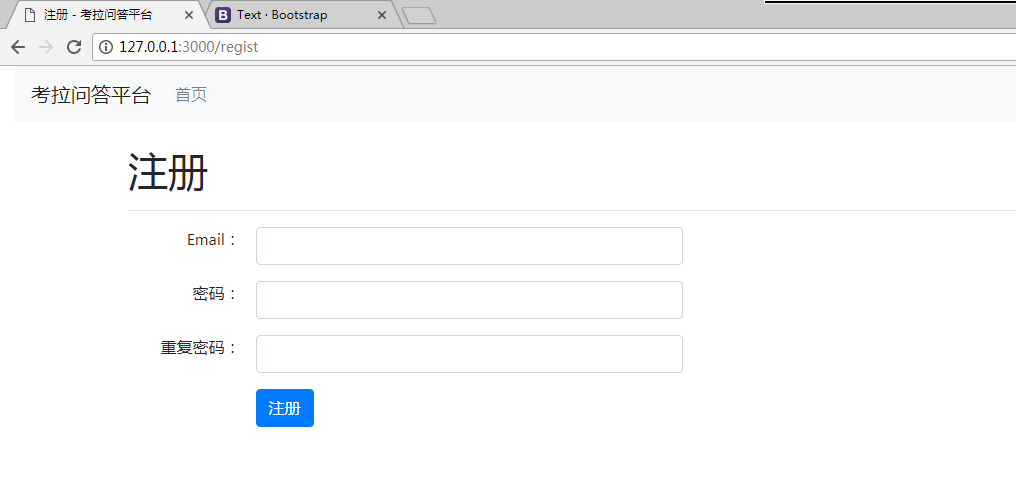 注册 - 考拉问答平台
Text · Bootstrap
127.0.0.1:3000/regist
考拉问答平台 首页
注册
Email：
密码：
重复密码：
注册